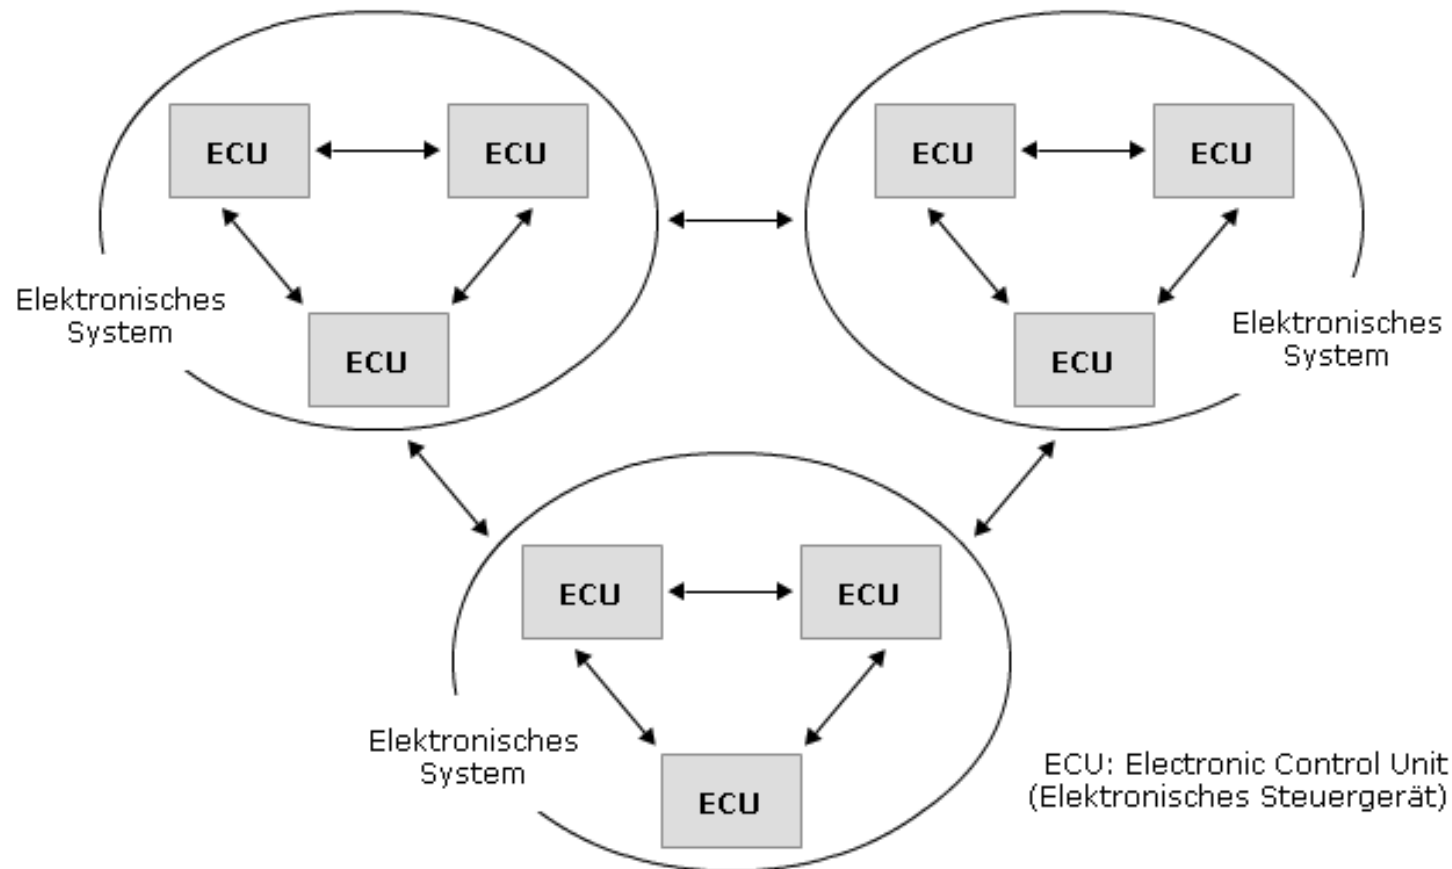 ECU
ECU
ECU
ECU
Elektronisches
System
ECU
ECU
Elektronisches
System
ECU
ECU
Elektronisches
System
ECU
ECU: Electronic Control Unit
(Elektronisches Steuergerät)